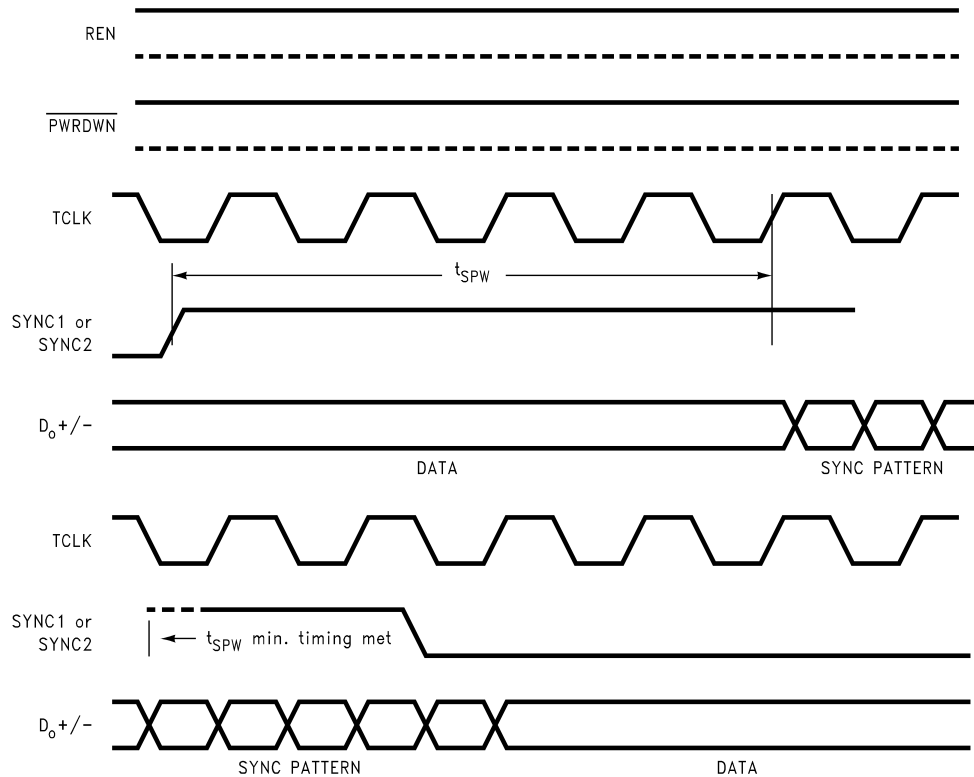 REN
PWRDWN
TCLK
tSPW
SYNC1 or
SYNC2
Do+/-
DATA
SYNC PATTERN
TCLK
SYNC1 or
SYNC2
tSPW min. timing met
Do+/-
SYNC PATTERN
DATA